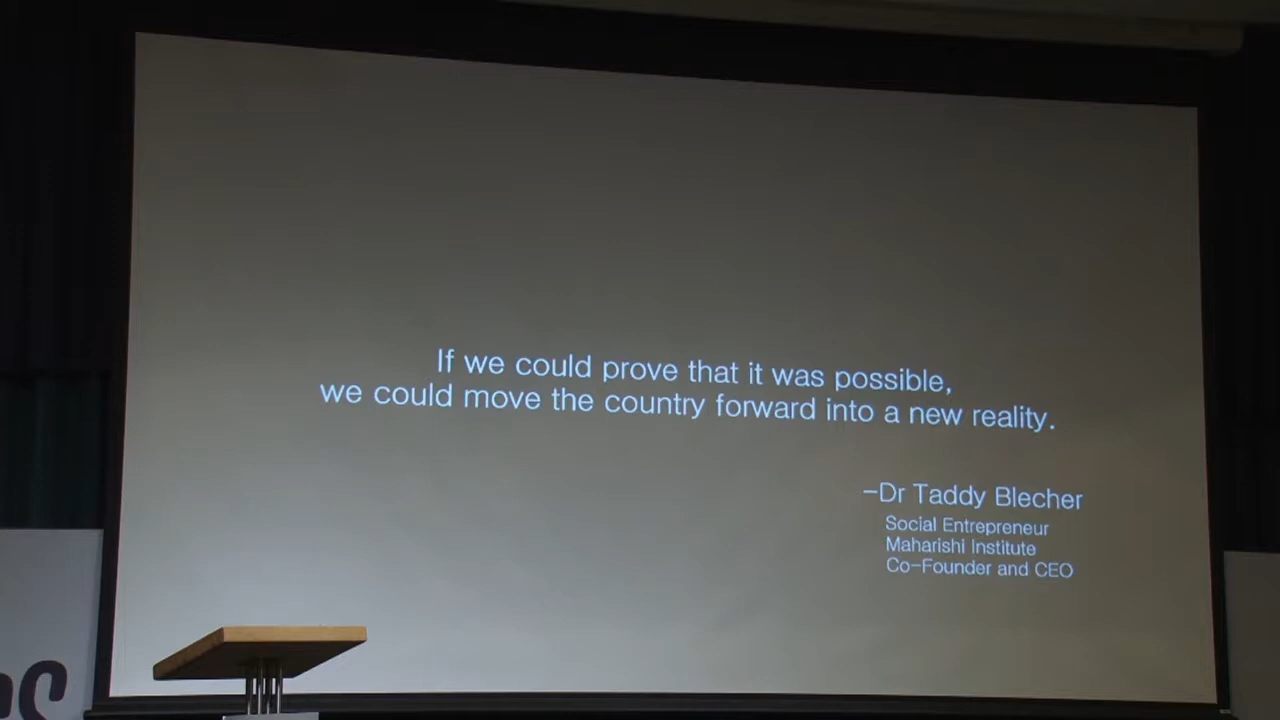 If we could prove that it was possible,
we could move the country forward into a new reality.
–Dr Taddy Blecher
Social Entrepreneur
Maharishi Institute
Co-Founder and CEO